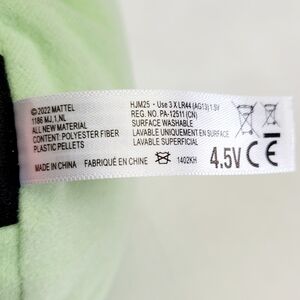 ©2022 MATTEL
1186 MJ,1,NL
ALL NEW MATERIAL
CONTENT: POLYESTER FIBER
PLASTIC PELLETS
MADE IN CHINA FABRIQUÉ EN CHINE 1402KH
HJM25 - Use 3 X LR44 (AG13) 1.5V
REG. NO. PA-12511 (CN)
SURFACE WASHABLE
LAVABLE UNIQUEMENT EN SURFACE
LAVABLE SUPERFICIAL
4.5V CE